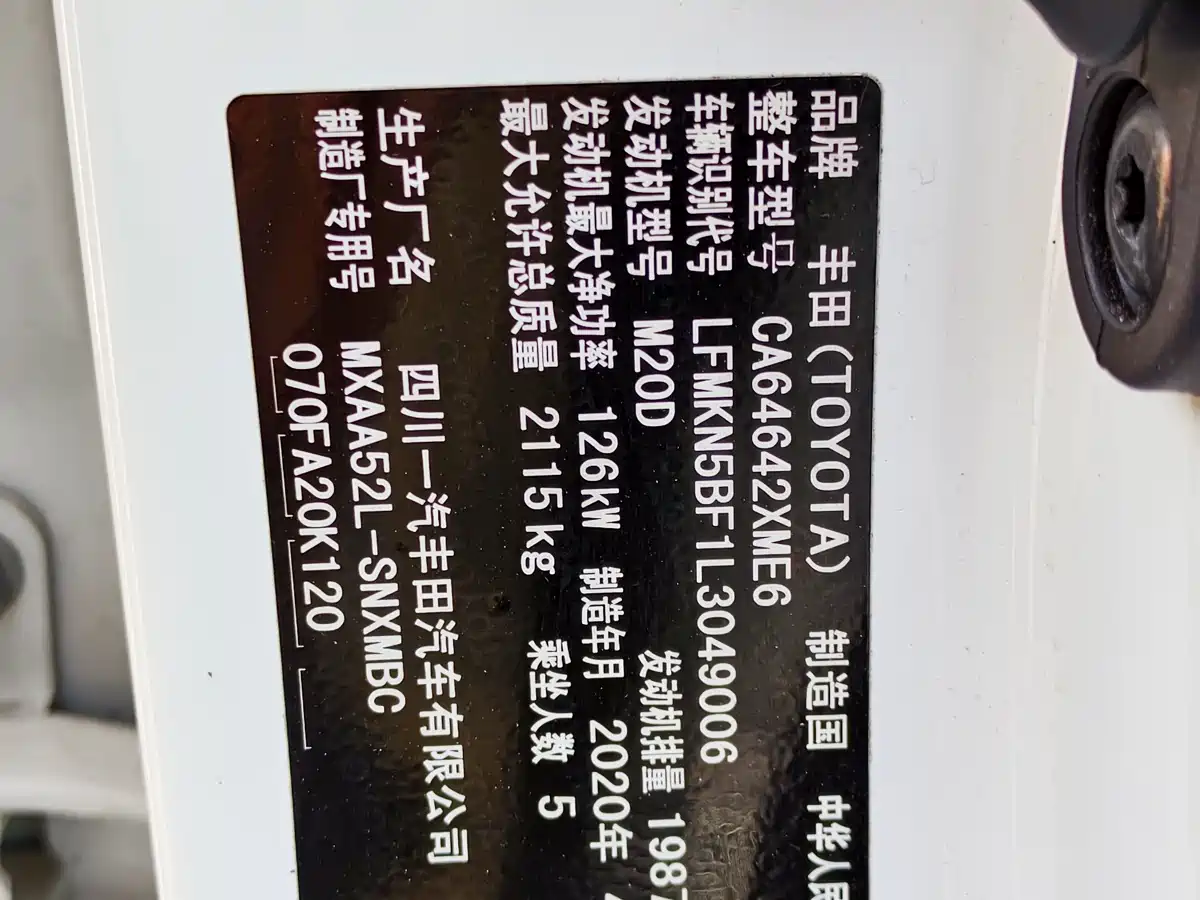 品牌 丰田(TOYOTA) 制造国 中华人民
整车型号 CA64642XME6
车辆识别代号 LFMKN5BF1L3049006
发动机型号 M20D 发动机排量 1987
发动机最大净功率 126kW 制造年月 2020年
最大允许总质量 2115kg 乘坐人数 5
生产厂名 四川一汽丰田汽车有限公司
制造厂专用号 MXAA52L-SNXMBC
070FA20K120